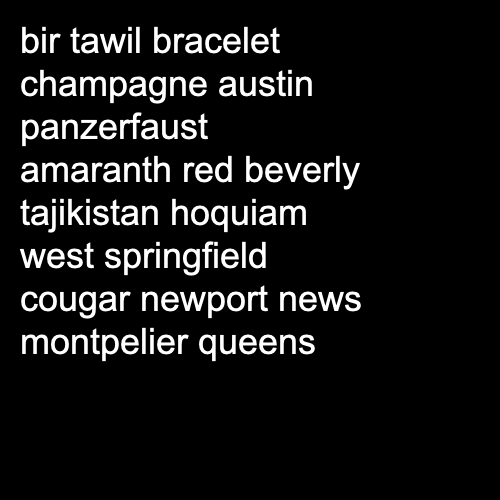 bir tawil bracelet
champagne austin
panzerfaust
amaranth red beverly
tajikistan hoquiam
west springfield
cougar newport news
montpelier queens